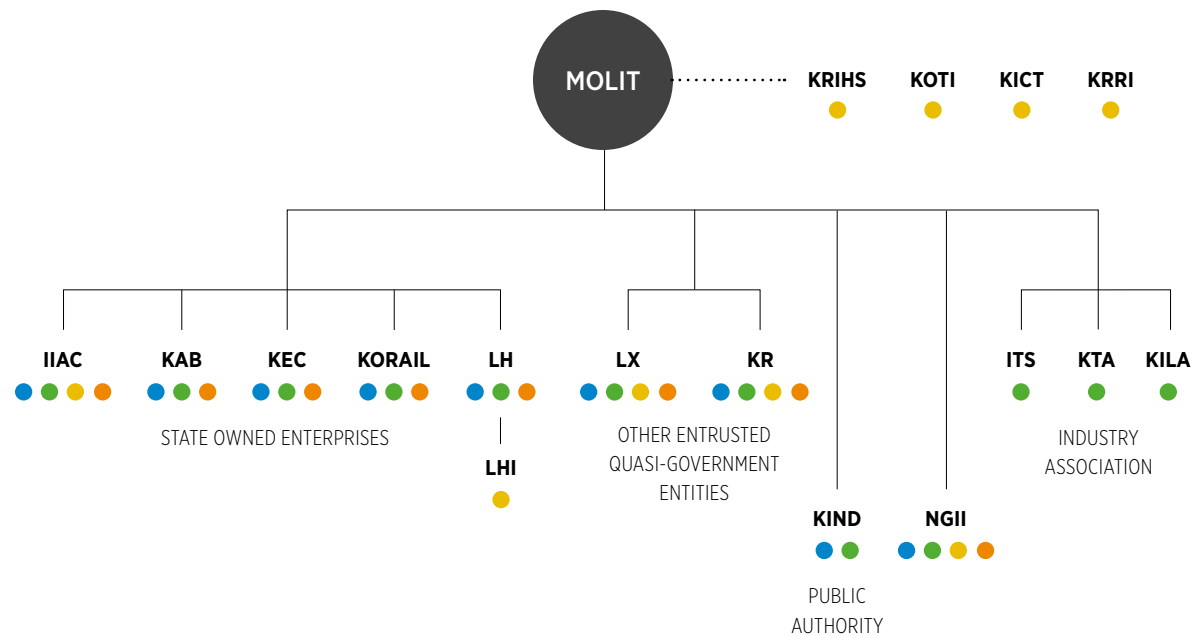 MOLIT
KRIHS
KOTI
KICT
KRRI
IIAC
KAB
KEC
KORAIL
LH
LX
KR
ITS
KTA
KILA
STATE OWNED ENTERPRISES
OTHER ENTRUSTED
QUASI-GOVERNMENT
ENTITIES
INDUSTRY
ASSOCIATION
LHI
KIND
NGII
PUBLIC
AUTHORITY